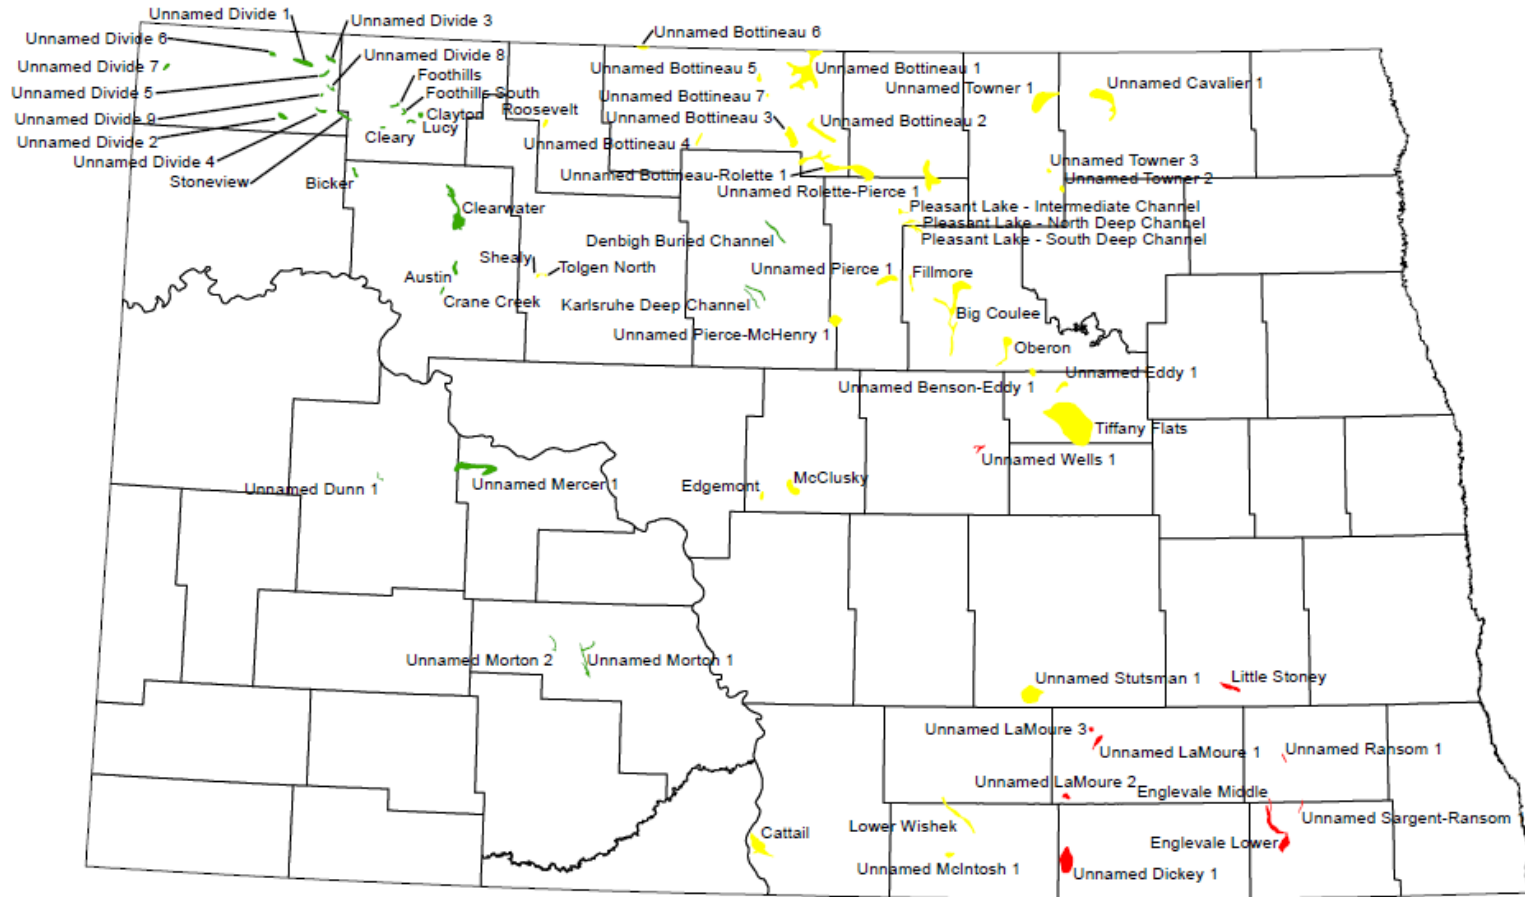 Unnamed Divide 1
Unnamed Divide 3
Unnamed Divide 6
Unnamed Divide 8
Unnamed Divide 7
Unnamed Divide 5
Unnamed Divide 9
Unnamed Divide 2
Unnamed Divide 4
Stoneview
Foothills
Foothills South
Clayton
Lucy
Cleary
Roosevelt
Bicker
Clearwater
Austin
Crane Creek
Shealy
Tolgen North
Unnamed Bottineau 6
Unnamed Bottineau 5
Unnamed Bottineau 1
Unnamed Bottineau 7
Unnamed Bottineau 3
Unnamed Bottineau 2
Unnamed Bottineau 4
Unnamed Bottineau-Rolette 1
Unnamed Rolette-Pierce 1
Unnamed Towner 1
Unnamed Cavalier 1
Unnamed Towner 3
Unnamed Towner 2
Pleasant Lake - Intermediate Channel
Pleasant Lake - North Deep Channel
Pleasant Lake - South Deep Channel
Denbigh Buried Channel
Unnamed Pierce 1
Fillmore
Karlsruhe Deep Channel
Big Coulee
Unnamed Pierce-McHenry 1
Oberon
Unnamed Eddy 1
Unnamed Benson-Eddy 1
Tiffany Flats
Unnamed Wells 1
Unnamed Dunn 1
Unnamed Mercer 1
Edgemont
McClusky
Unnamed Morton 2
Unnamed Morton 1
Unnamed Stutsman 1
Little Stoney
Unnamed LaMoure 3
Unnamed LaMoure 1
Unnamed Ransom 1
Unnamed LaMoure 2
Englevale Middle
Unnamed Sargent-Ransom 1
Cattail
Lower Wishek
Englevale Lower
Unnamed McIntosh 1
Unnamed Dickey 1